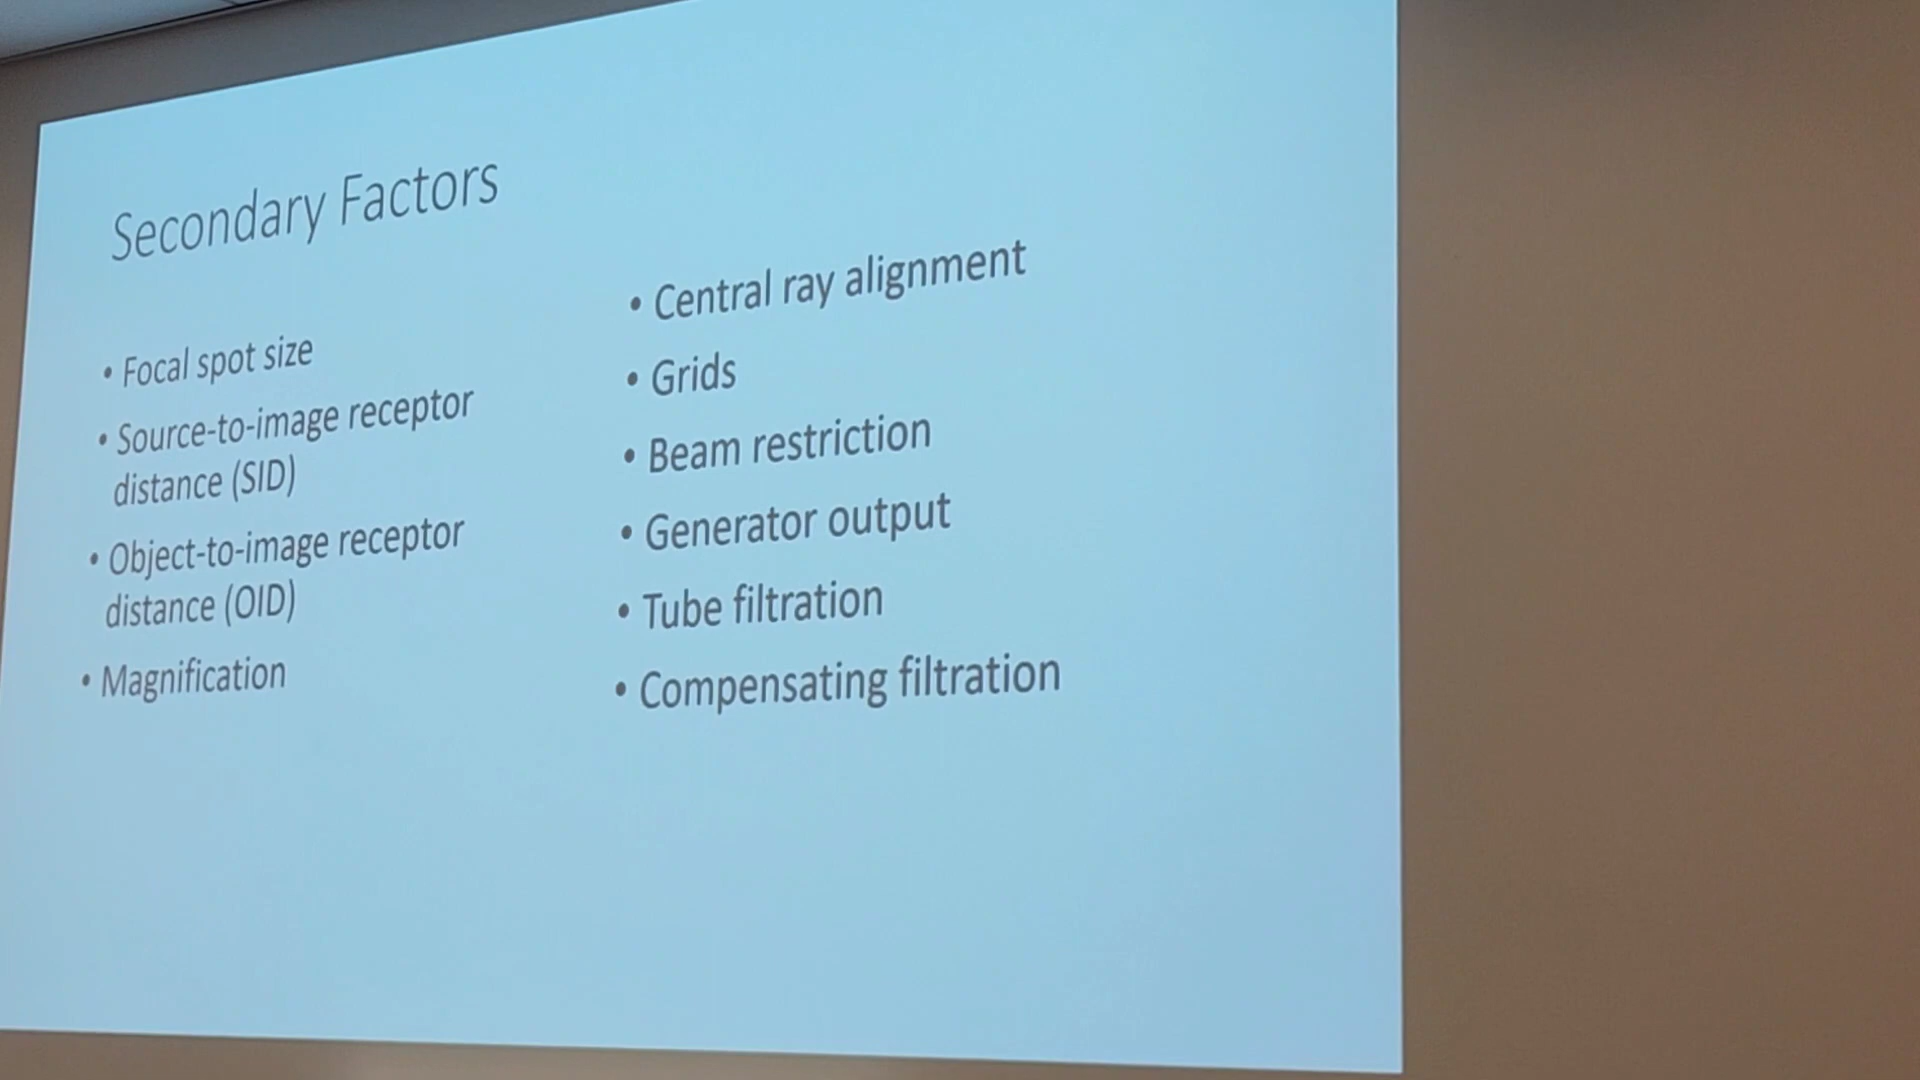 Secondary Factors
• Focal spot size
• Source-to-image receptor
distance (SID)
• Object-to-image receptor
distance (OID)
• Magnification
• Central ray alignment
• Grids
• Beam restriction
• Generator output
• Tube filtration
• Compensating filtration